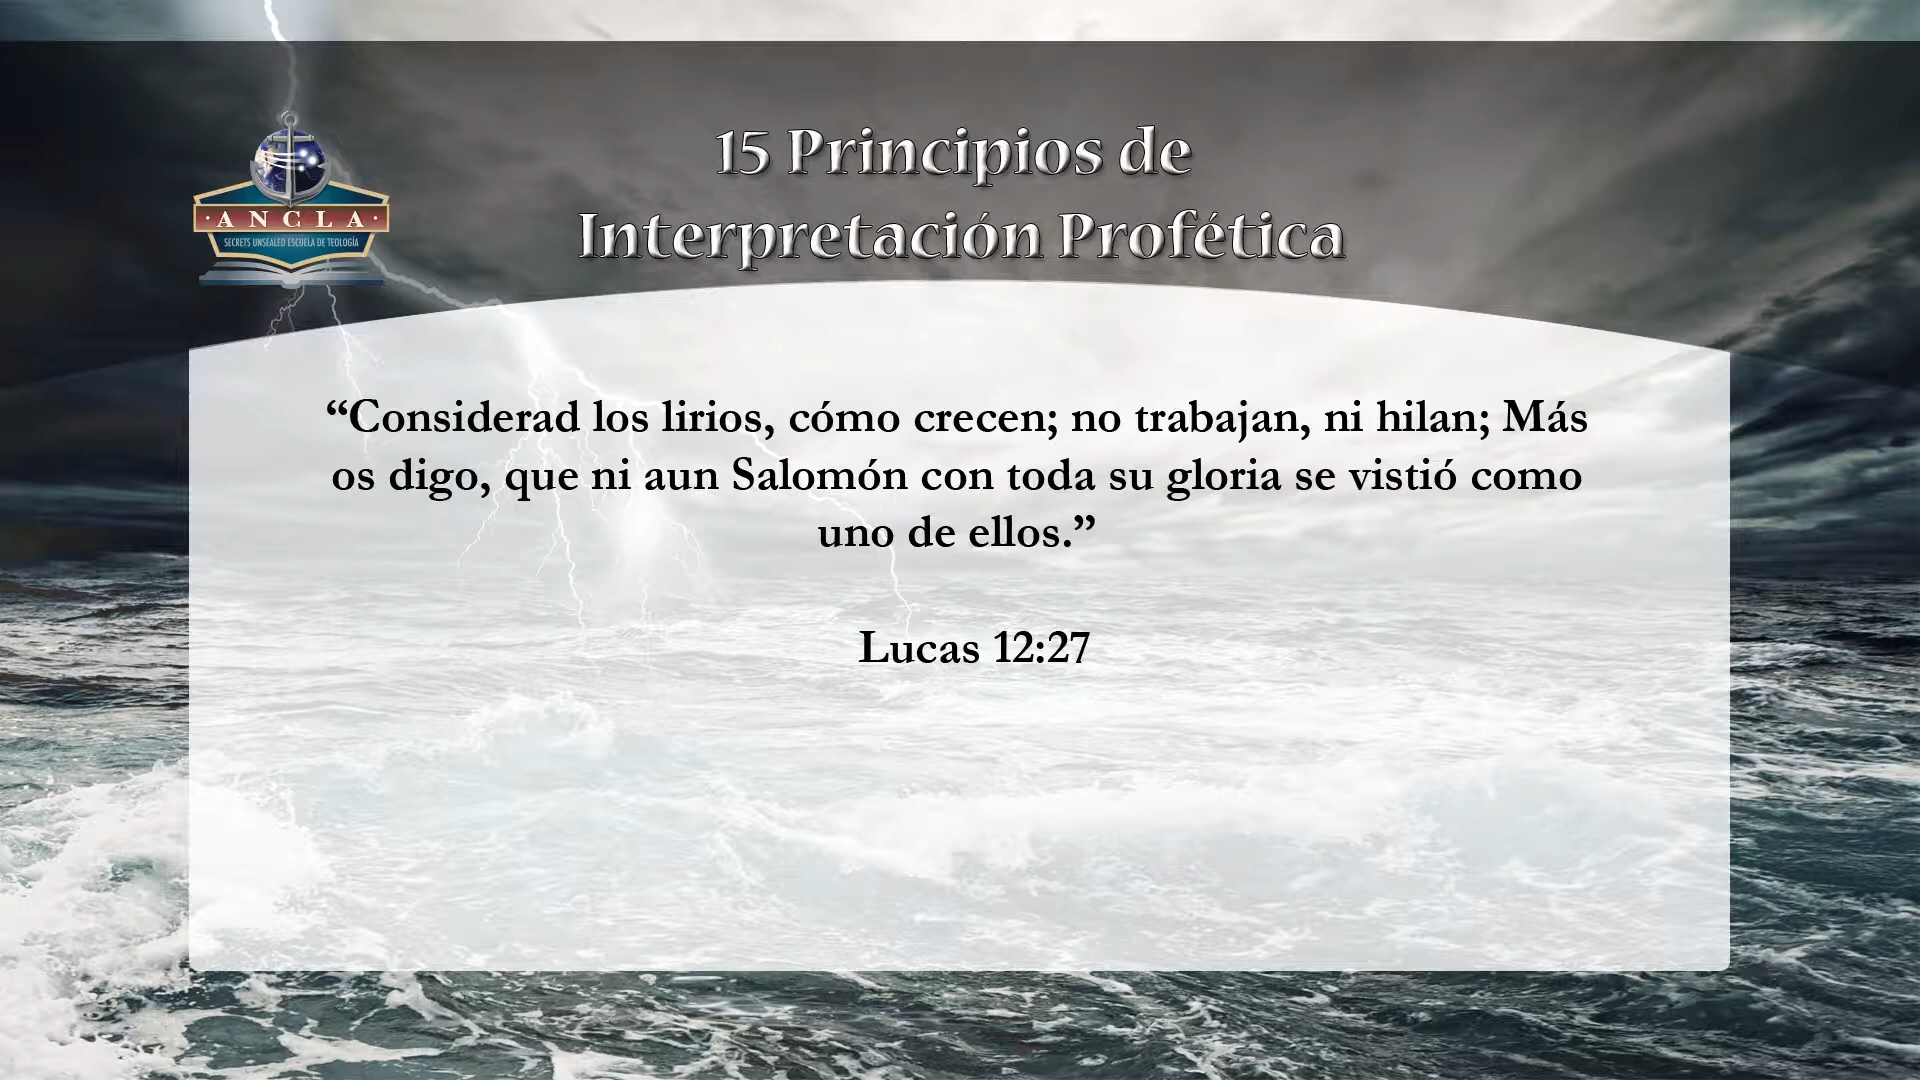 15 Principios de
Interpretación Profética
· A N C L A ·
SECRETS UNSEALED ESCUELA DE TEOLOGÍA
“Considerad los lirios, cómo crecen; no trabajan, ni hilan; Más
os digo, que ni aun Salomón con toda su gloria se vistió como
uno de ellos.”
Lucas 12:27